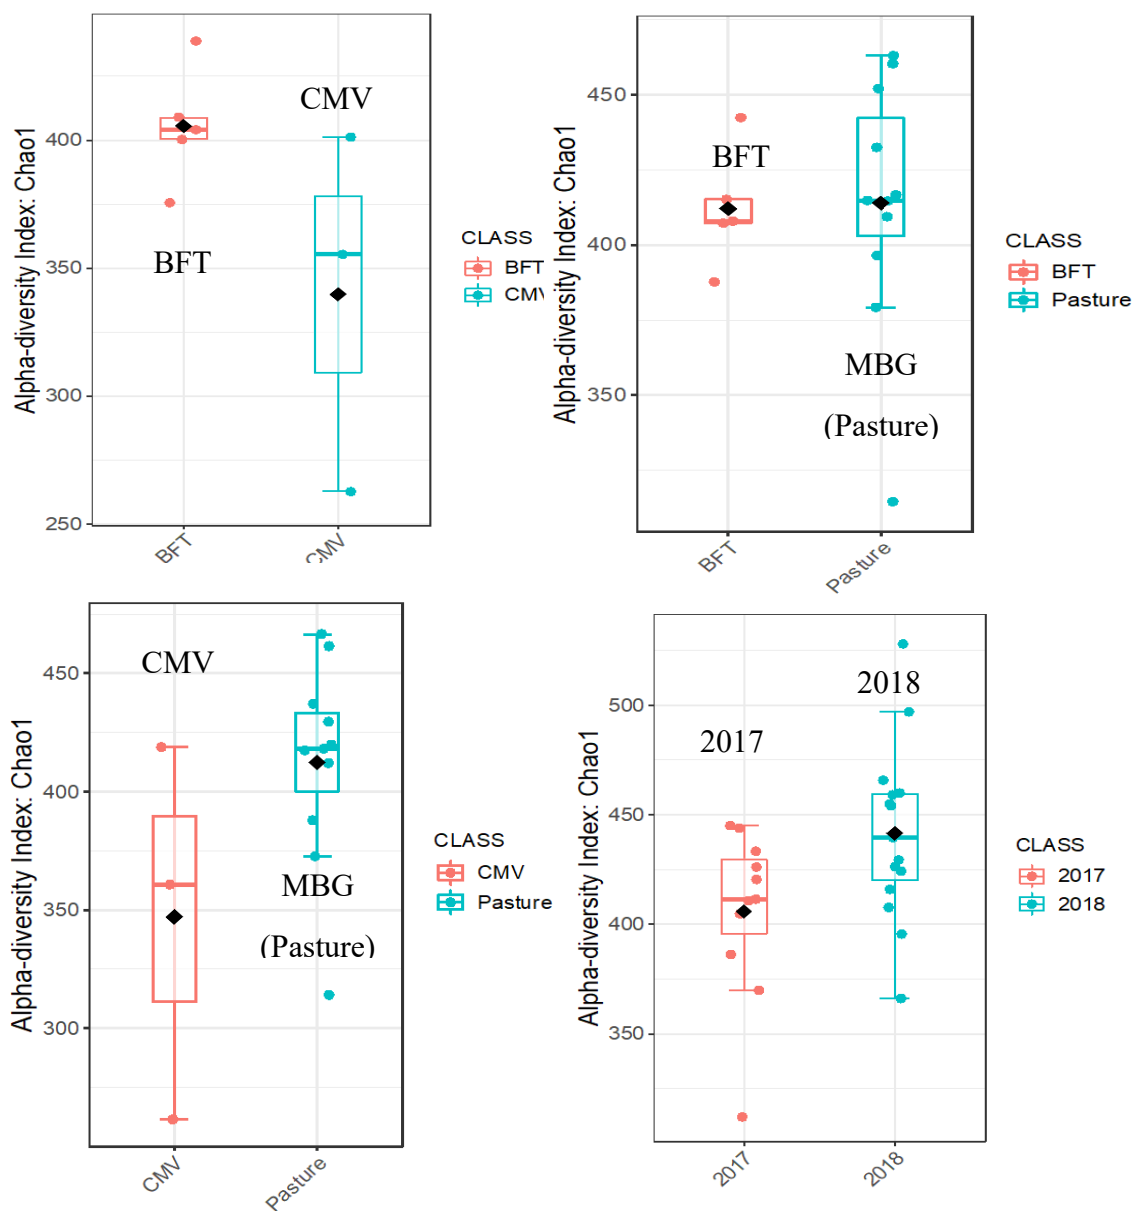 Alpha-diversity Index: Chao1
400
350
300
250
CMV
BFT
BFT
CMV
CLASS
BFT
CMV
Alpha-diversity Index: Chao1
450
400
350
BFT
MBG
(Pasture)
BFT
Pasture
CLASS
BFT
Pasture
Alpha-diversity Index: Chao1
450
400
350
300
CMV
MBG
(Pasture)
CMV
Pasture
CLASS
CMV
Pasture
Alpha-diversity Index: Chao1
500
450
400
350
2018
2017
2017
2018
CLASS
2017
2018